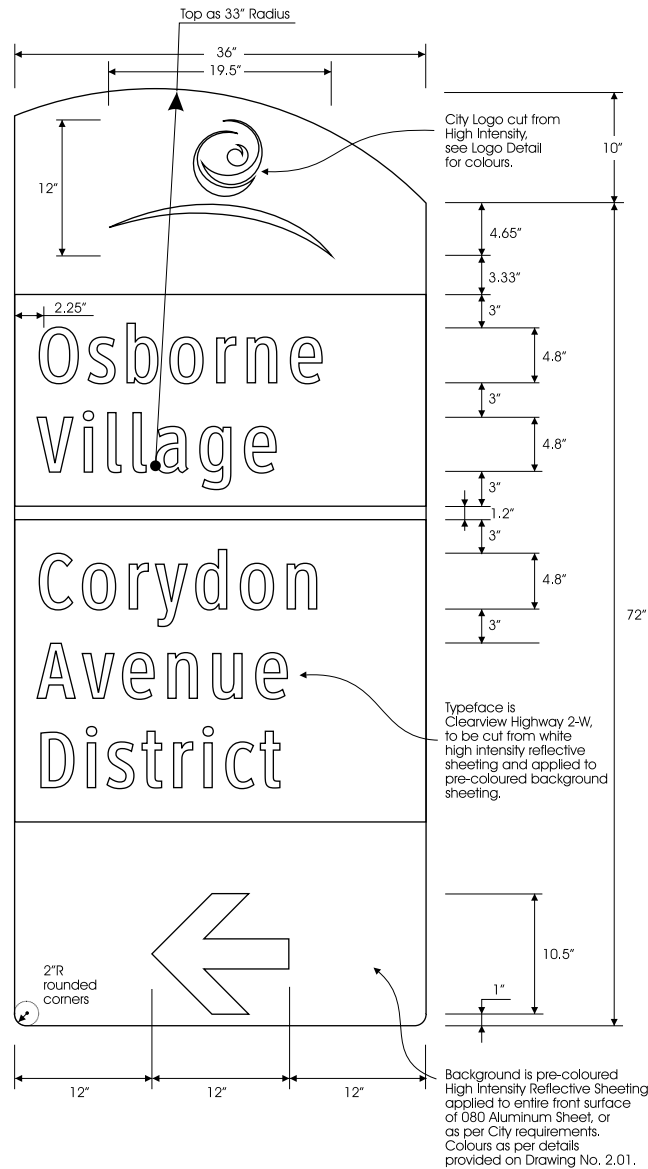 Top as 33" Radius
36"
19.5"
City Logo cut from
High Intensity,
see Logo Detail
for colours.
10"
12"
4.65"
3.33"
2.25"
3"
Osborne
4.8"
3"
Village
4.8"
3"
1.2"
3"
Corydon
4.8"
3"
72"
Avenue
Typeface is
Clearview Highway 2-W,
to be cut from white
high intensity reflective
sheeting and applied to
pre-coloured background
sheeting.
District
10.5"
2"R
rounded
corners
1"
12"
12"
12"
Background is pre-coloured
High Intensity Reflective Sheeting
applied to entire front surface
of 080 Aluminum Sheet, or
as per City requirements.
Colours as per details
provided on Drawing No. 2.01.